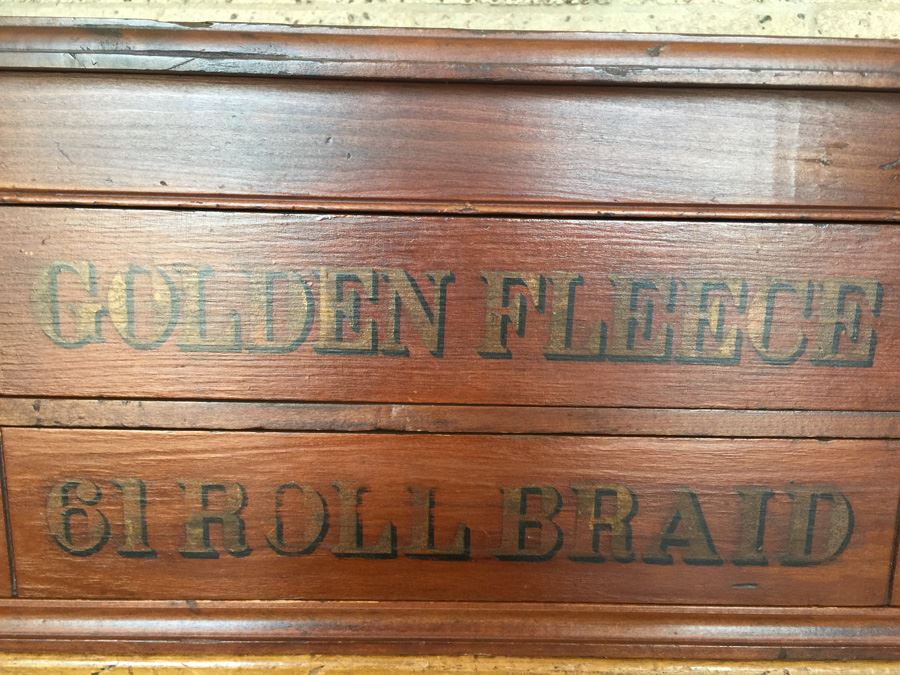 GOLDEN FLEECE
61 ROLL BRAID